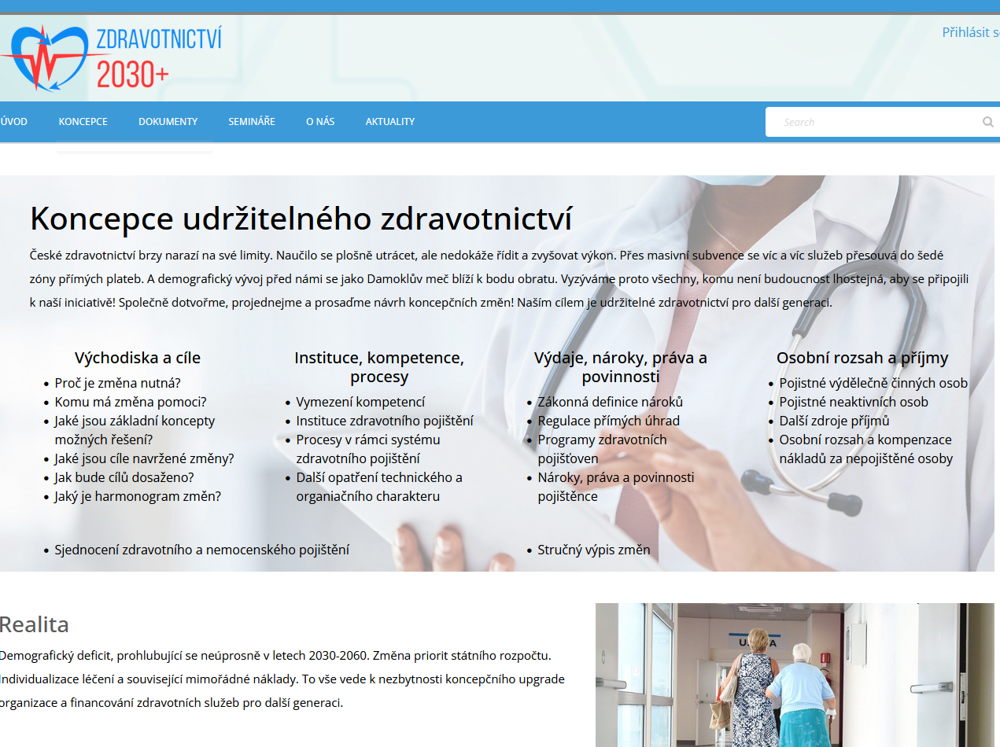 ZDRAVOTNICTVÍ
2030+
Přihlásit s
ÚVOD KONCEPCE DOKUMENTY SEMINÁŘE O NÁS AKTUALITY
Search
Koncepce udržitelného zdravotnictví
České zdravotnictví brzy narazí na své limity. Naučilo se plošně utrácet, ale nedokáže řídit a zvyšovat výkon. Přes masivní subvence se víc a víc služeb přesouvá do šedé
zóny přímých plateb. A demografický vývoj před námi se jako Damoklův meč blíží k bodu obratu. Vyzýváme proto všechny, komu není budoucnost lhostejná, aby se připojili
k naší iniciativě! Společně dotvořme, projednejme a prosaďme návrh koncepčních změn! Naším cílem je udržitelné zdravotnictví pro další generaci.
Východiska a cíle
• Proč je změna nutná?
• Komu má změna pomoci?
• Jaké jsou základní koncepty
možných řešení?
• Jaké jsou cíle navržené změny?
• Jak bude cílů dosaženo?
• Jaký je harmonogram změn?
Instituce, kompetence,
procesy
• Vymezení kompetencí
• Instituce zdravotního pojištění
• Procesy v rámci systému
zdravotního pojištění
• Další opatření technického a
organiačního charakteru
Výdaje, nároky, práva a
povinnosti
• Zákonná definice nároků
• Regulace přímých úhrad
• Programy zdravotních
pojišťoven
• Nároky, práva a povinnosti
pojištěnce
Osobní rozsah a příjmy
• Pojistné výdělečně činných osob
• Pojistné neaktivních osob
• Další zdroje příjmů
• Osobní rozsah a kompenzace
nákladů za nepojištěné osoby
• Sjednocení zdravotního a nemocenského pojištění
• Stručný výpis změn
Realita
Demografický deficit, prohlubující se neúprosně v letech 2030-2060. Změna priorit státního rozpočtu.
Individualizace léčení a související mimořádné náklady. To vše vede k nezbytnosti koncepčního upgrade
organizace a financování zdravotních služeb pro další generaci.